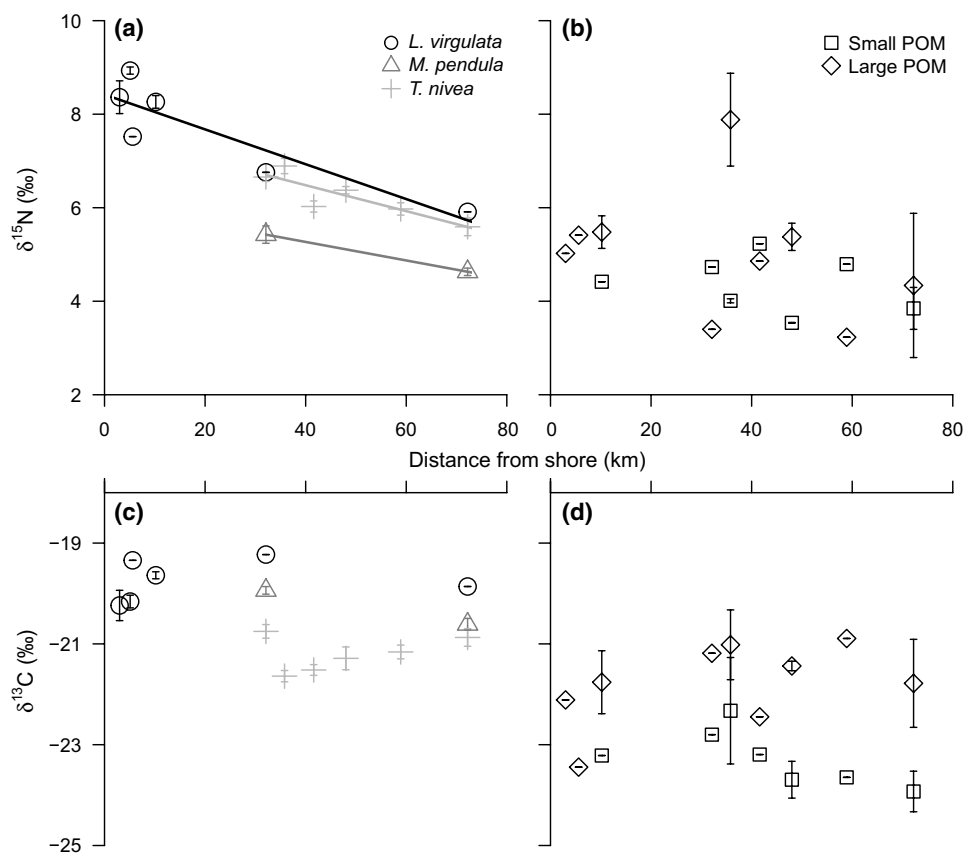 (a)
L. virgulata
M. pendula
T. nivea
(b)
Small POM
Large POM
10
8
6
4
2
δ15N (‰)
0 20 40 60 80
0 20 40 60 80
Distance from shore (km)
(c)
(d)
−19
−21
−23
−25
δ13C (‰)